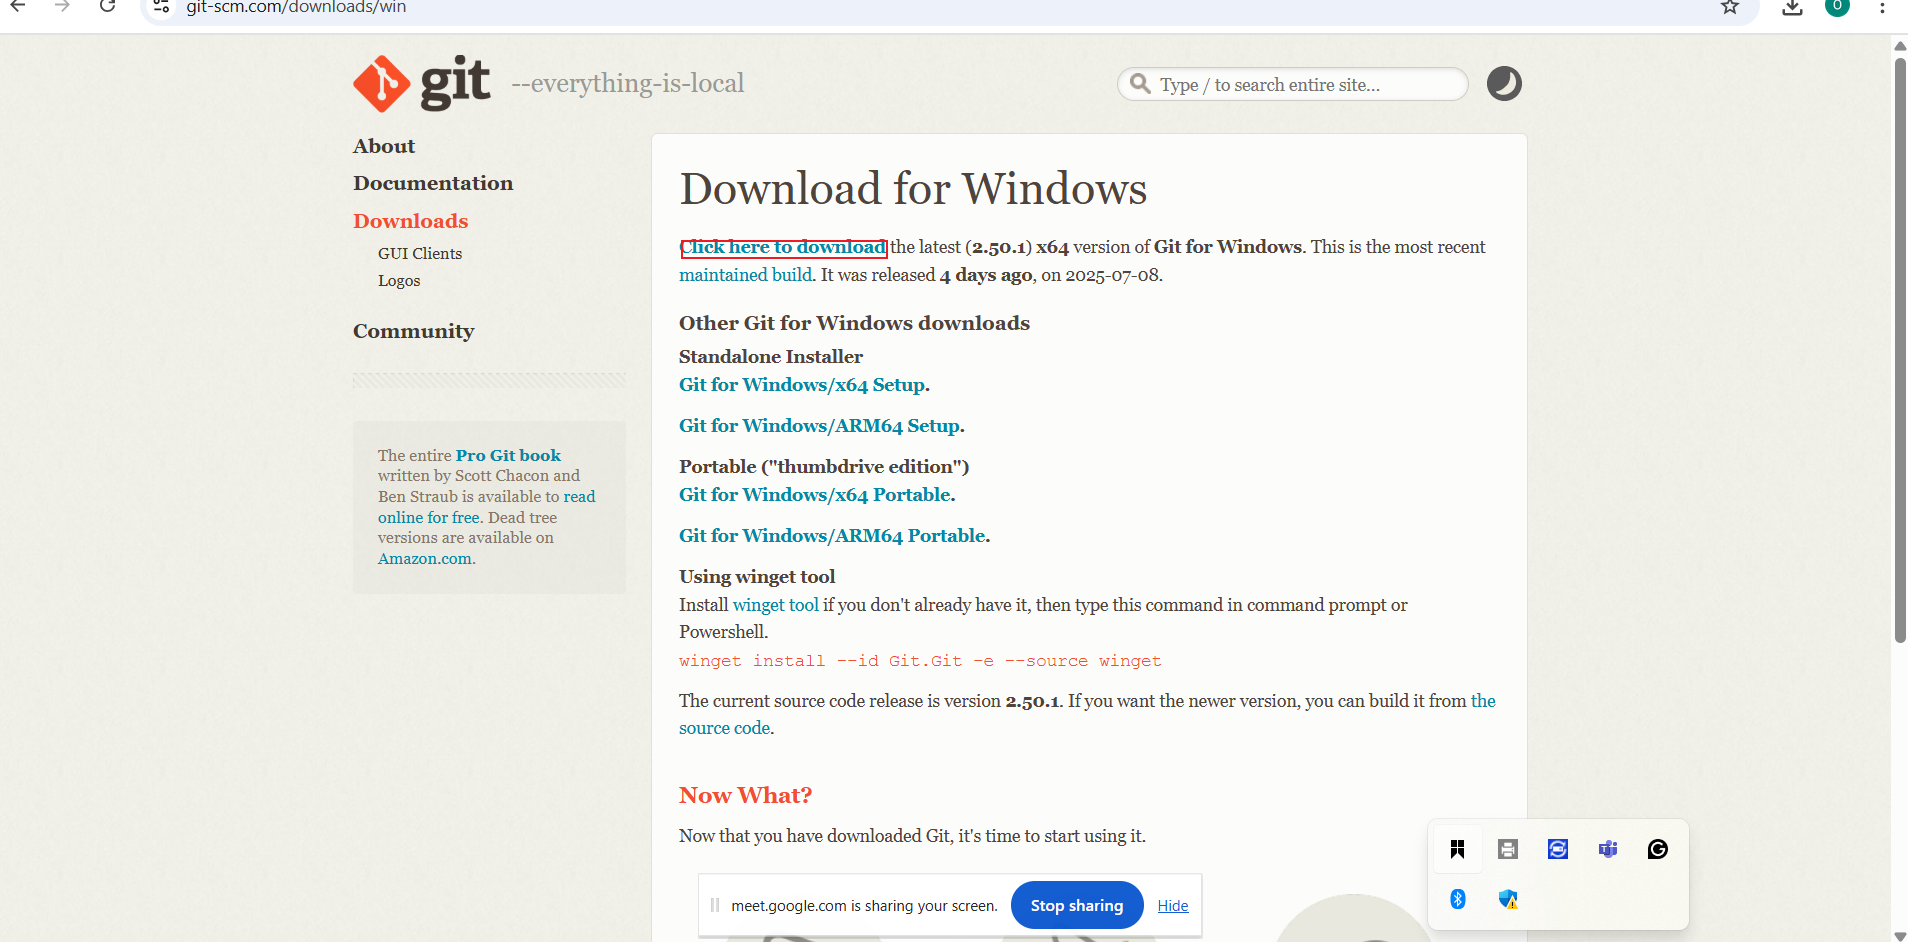 git-scm.com/downloads/win
O
git --everything-is-local
Type / to search entire site...
About
Documentation
Downloads
GUI Clients
Logos
Community
The entire Pro Git book
written by Scott Chacon and
Ben Straub is available to read
online for free. Dead tree
versions are available on
Amazon.com.
Download for Windows
Click here to download the latest (2.50.1) x64 version of Git for Windows. This is the most recent
maintained build. It was released 4 days ago, on 2025-07-08.
Other Git for Windows downloads
Standalone Installer
Git for Windows/x64 Setup.
Git for Windows/ARM64 Setup.
Portable ("thumbdrive edition")
Git for Windows/x64 Portable.
Git for Windows/ARM64 Portable.
Using winget tool
Install winget tool if you don't already have it, then type this command in command prompt or
Powershell.
winget install --id Git.Git -e --source winget
The current source code release is version 2.50.1. If you want the newer version, you can build it from the
source code.
Now What?
Now that you have downloaded Git, it's time to start using it.
meet.google.com is sharing your screen. Stop sharing Hide